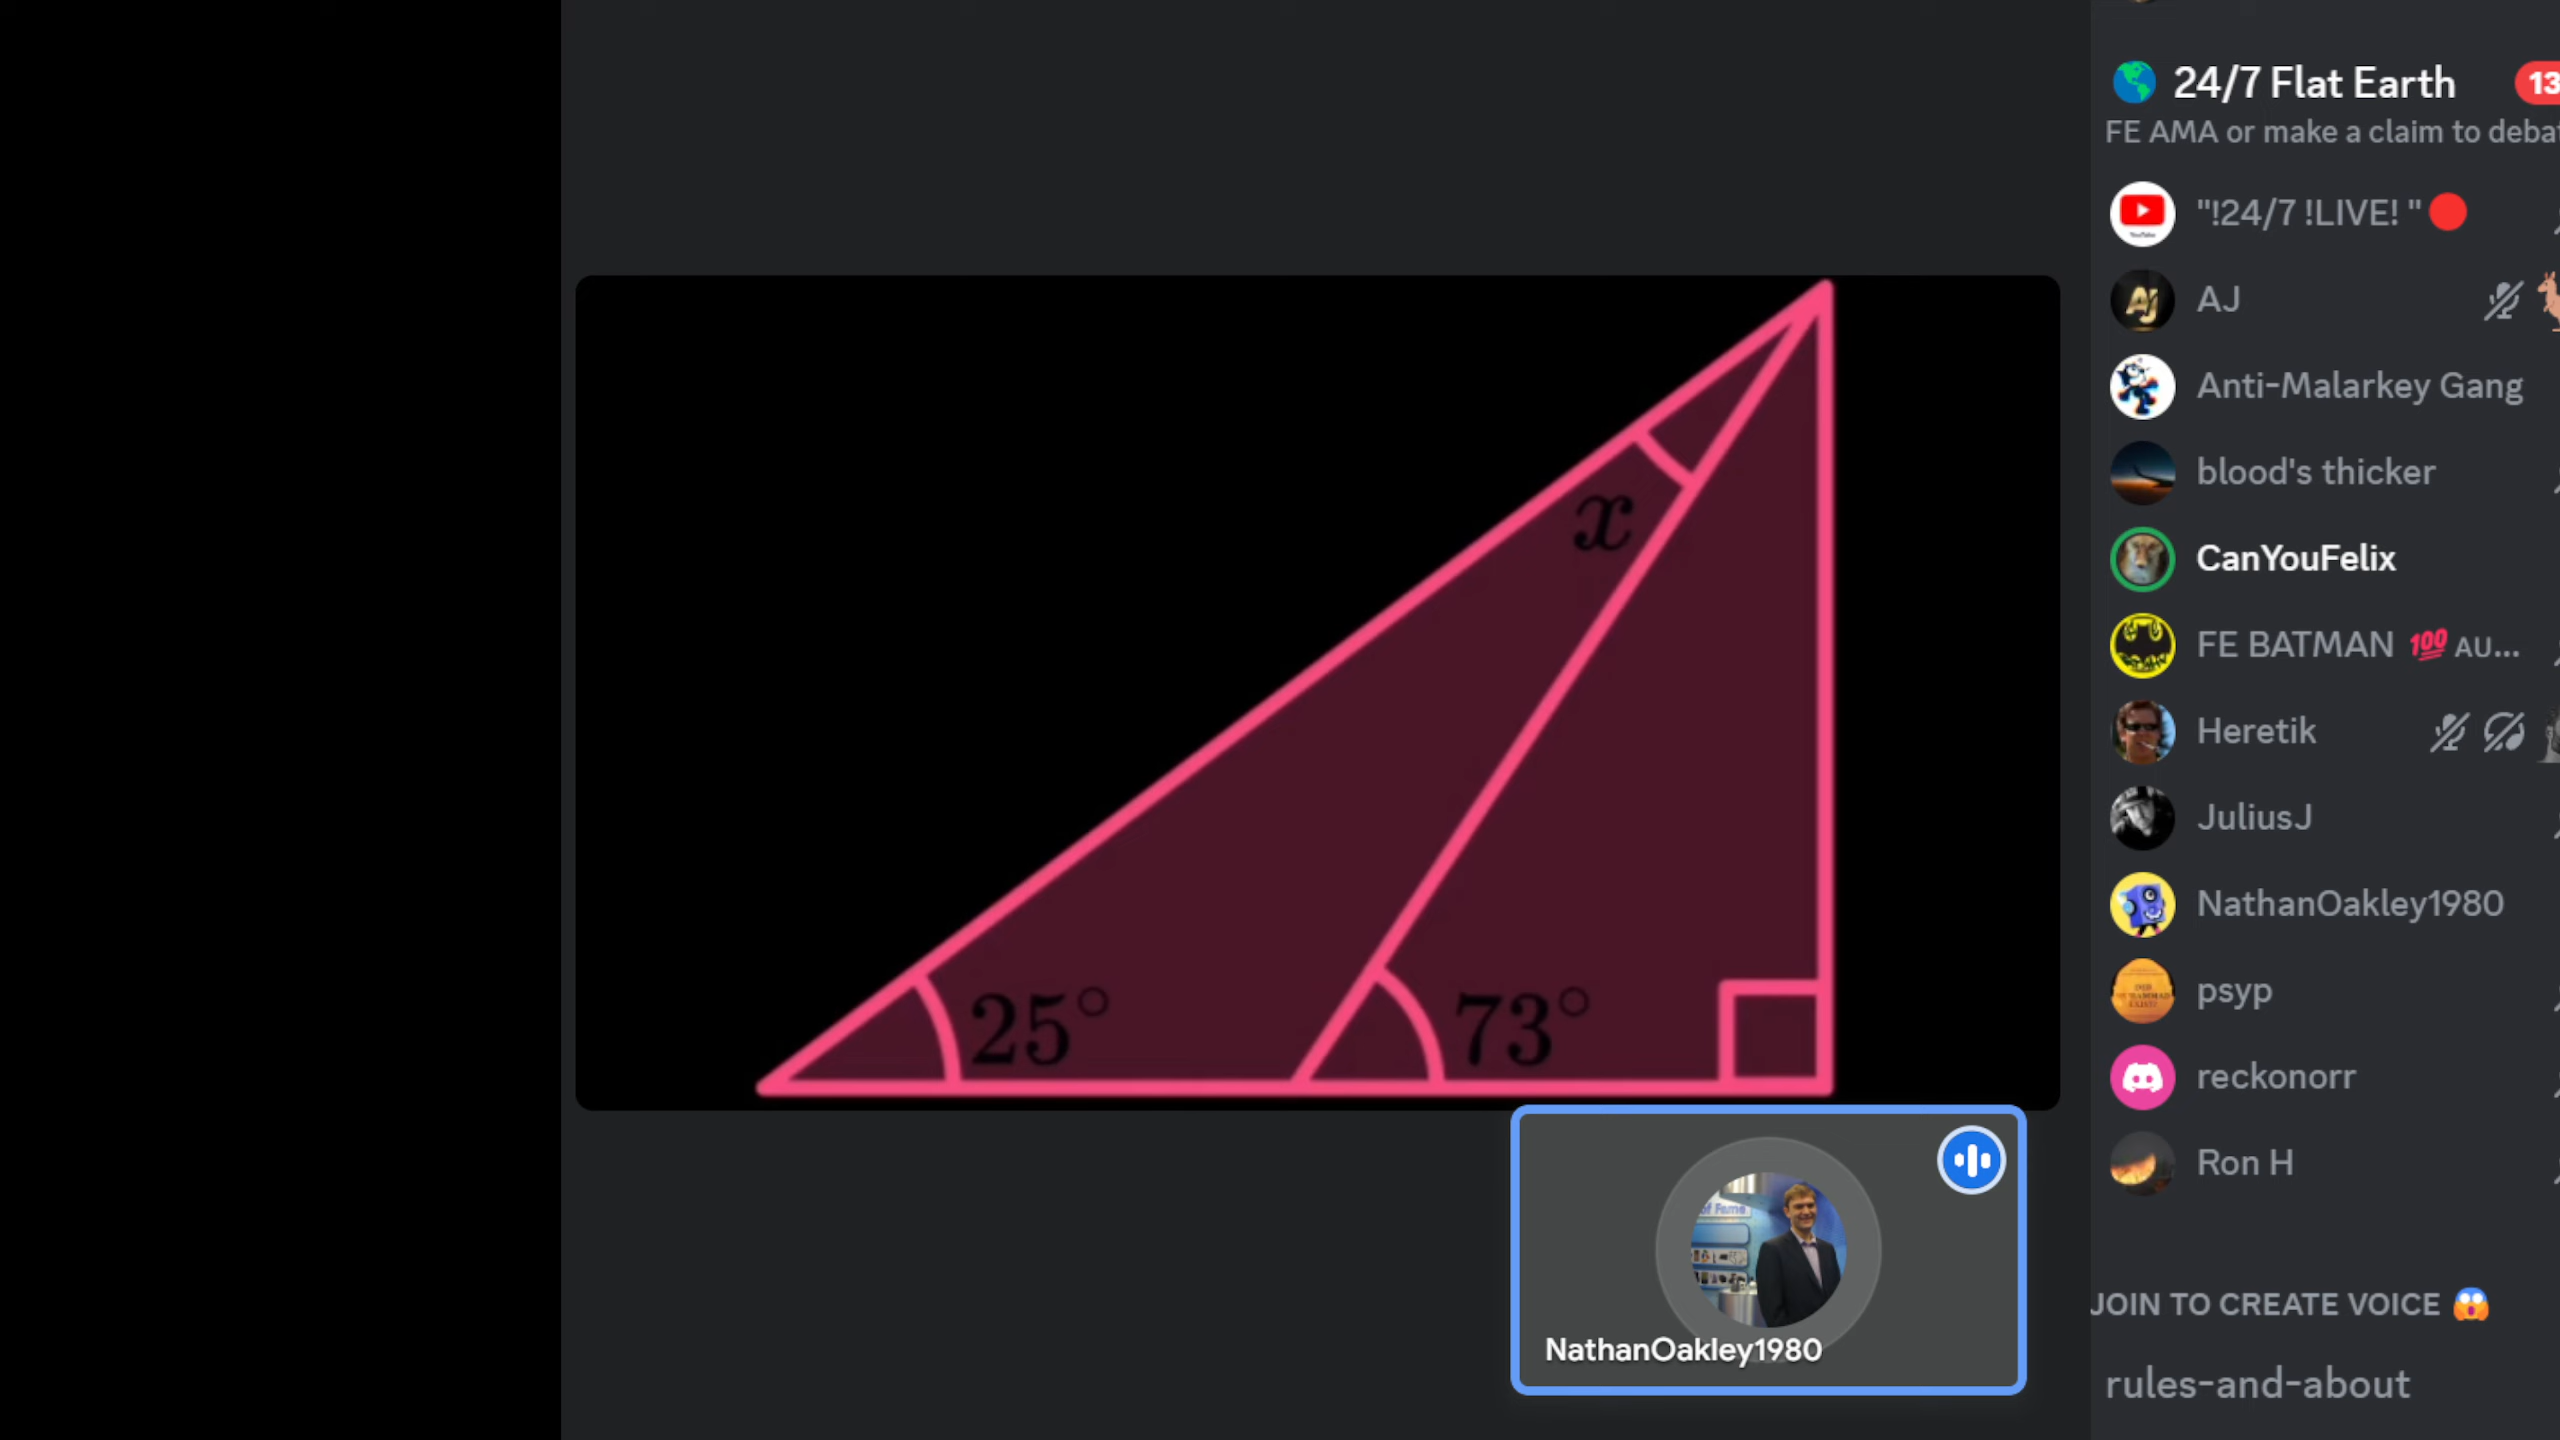 x
25°
73°
of Fame
NathanOakley1980
24/7 Flat Earth
13
FE AMA or make a claim to deba
"!24/7 !LIVE! "
AJ
Anti-Malarkey Gang
blood's thicker
CanYouFelix
FE BATMAN 💯 AU...
Heretik
JuliusJ
NathanOakley1980
psyp
reckonorr
Ron H
JOIN TO CREATE VOICE 😱
rules-and-about